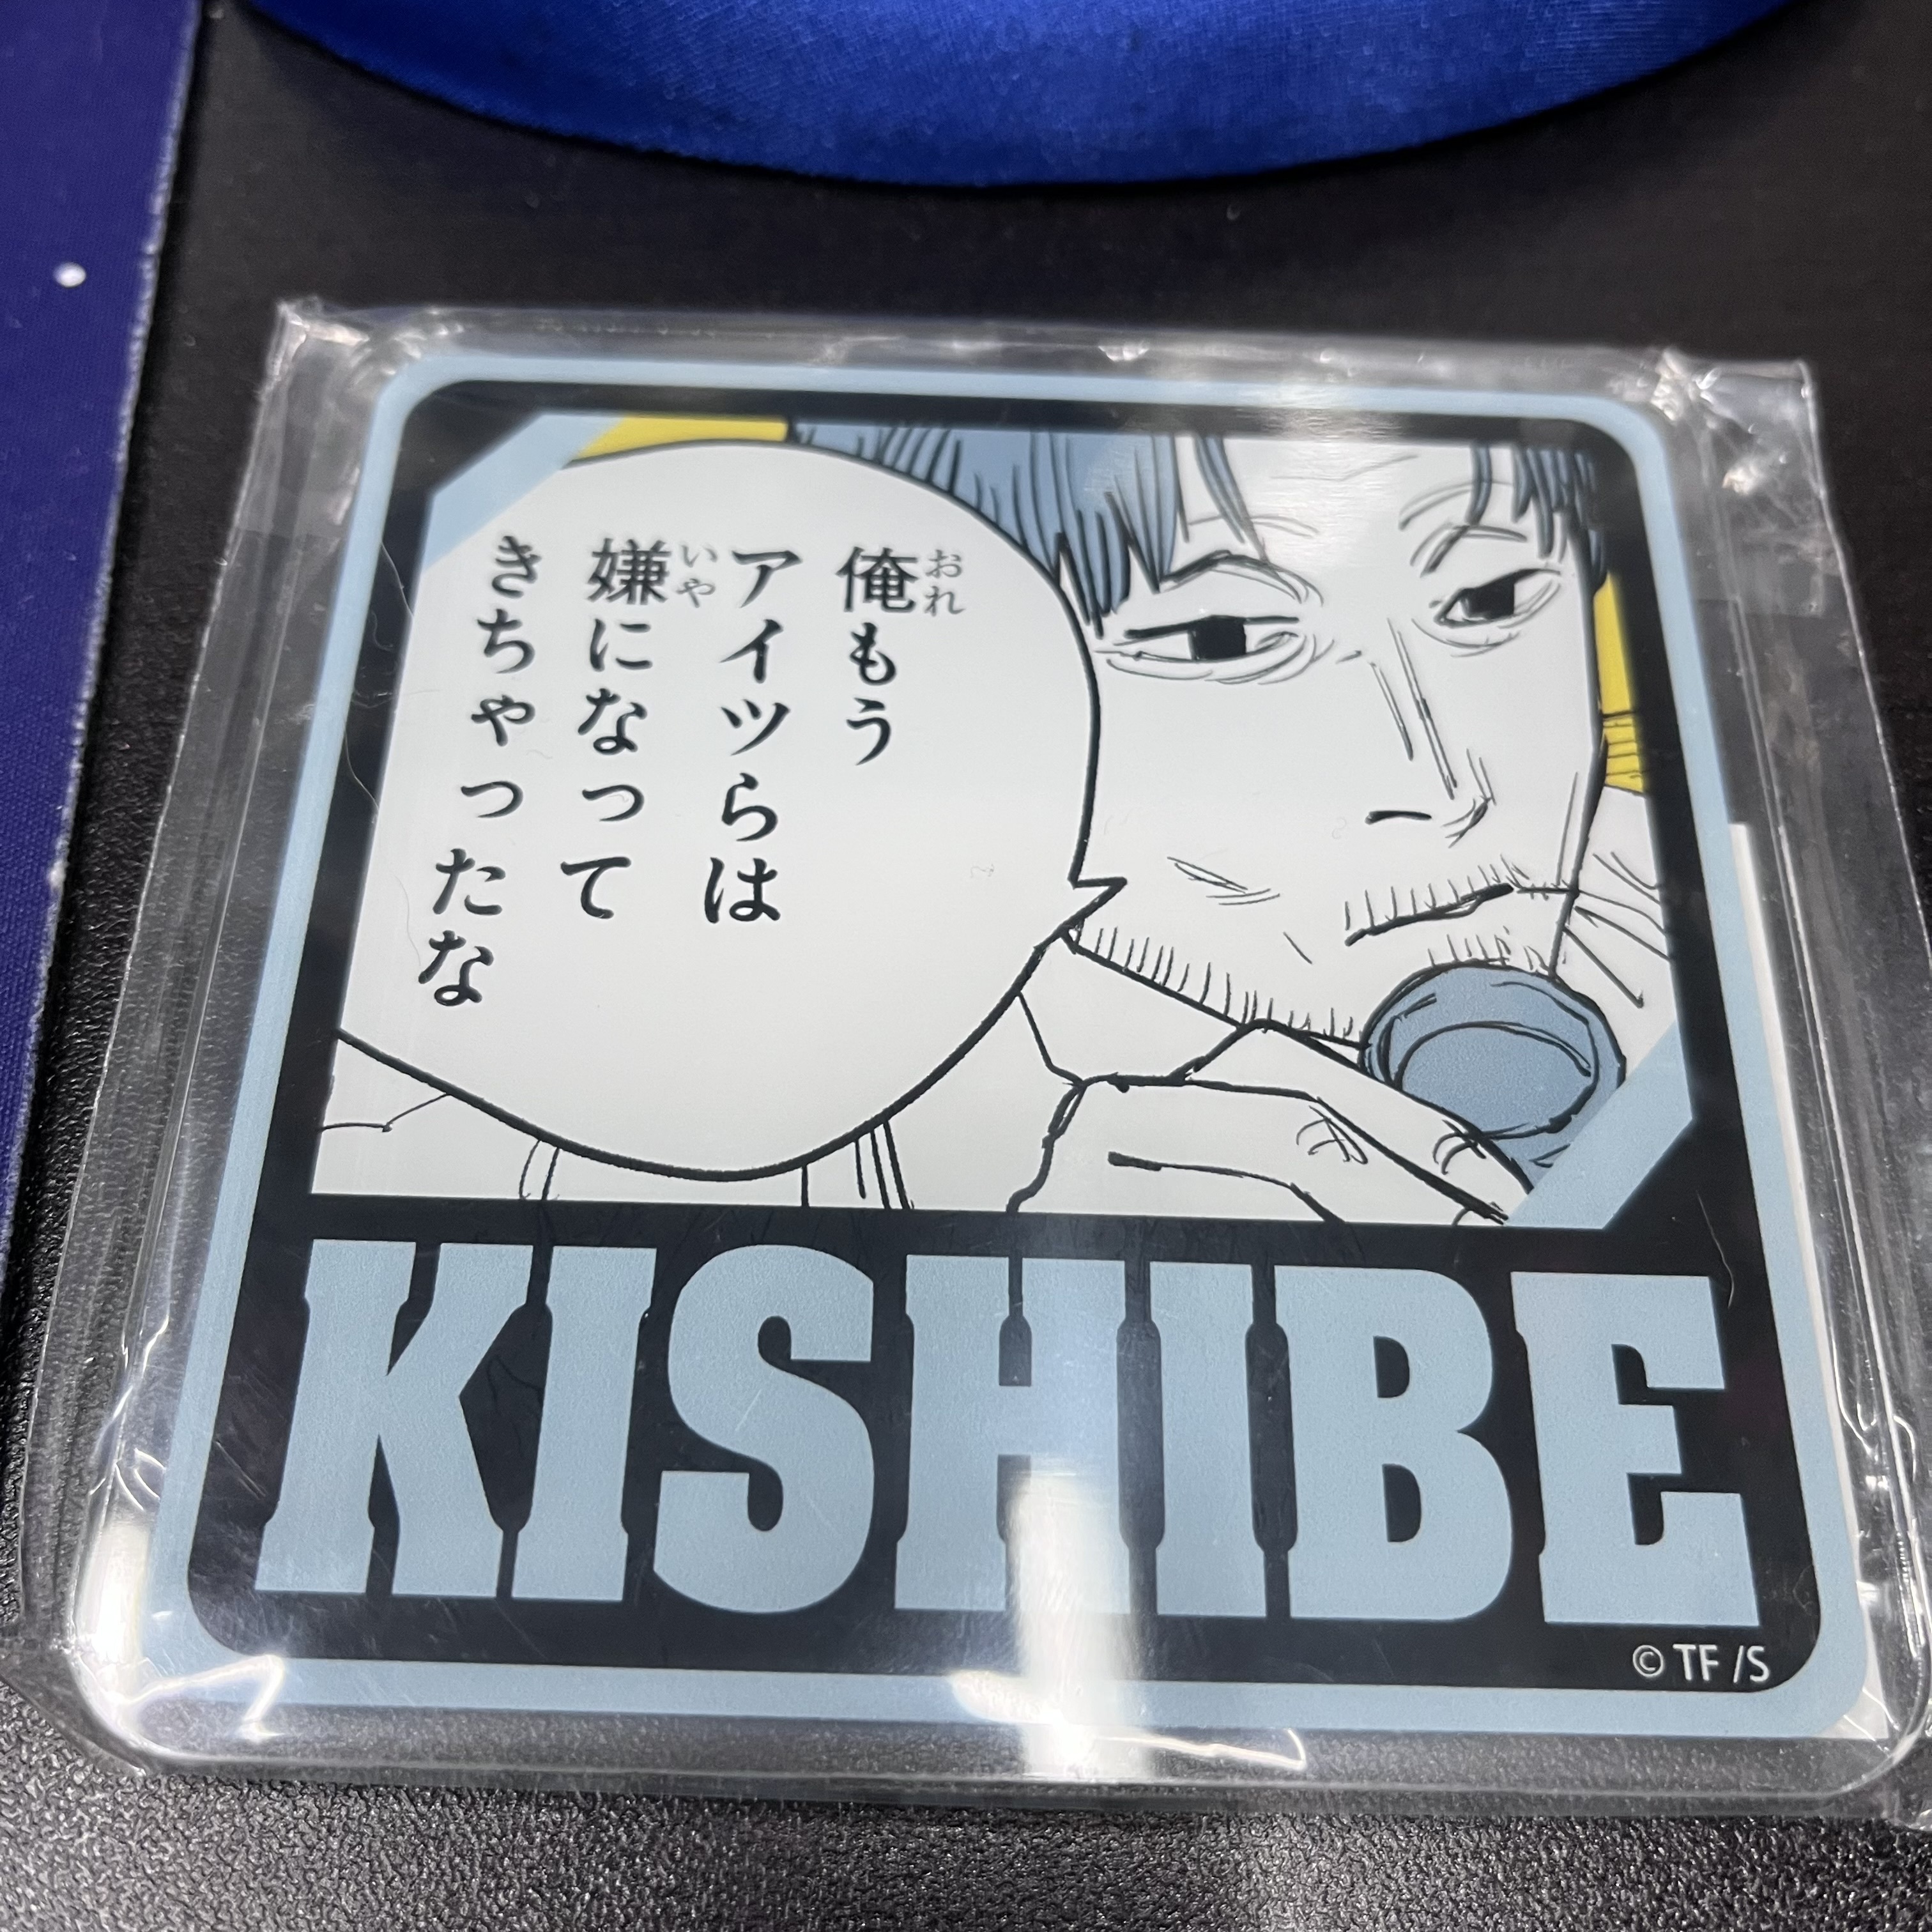 俺もう
アイツらは
嫌になって
きちゃったな
おれ
いや
KISHIBE
© TF /S